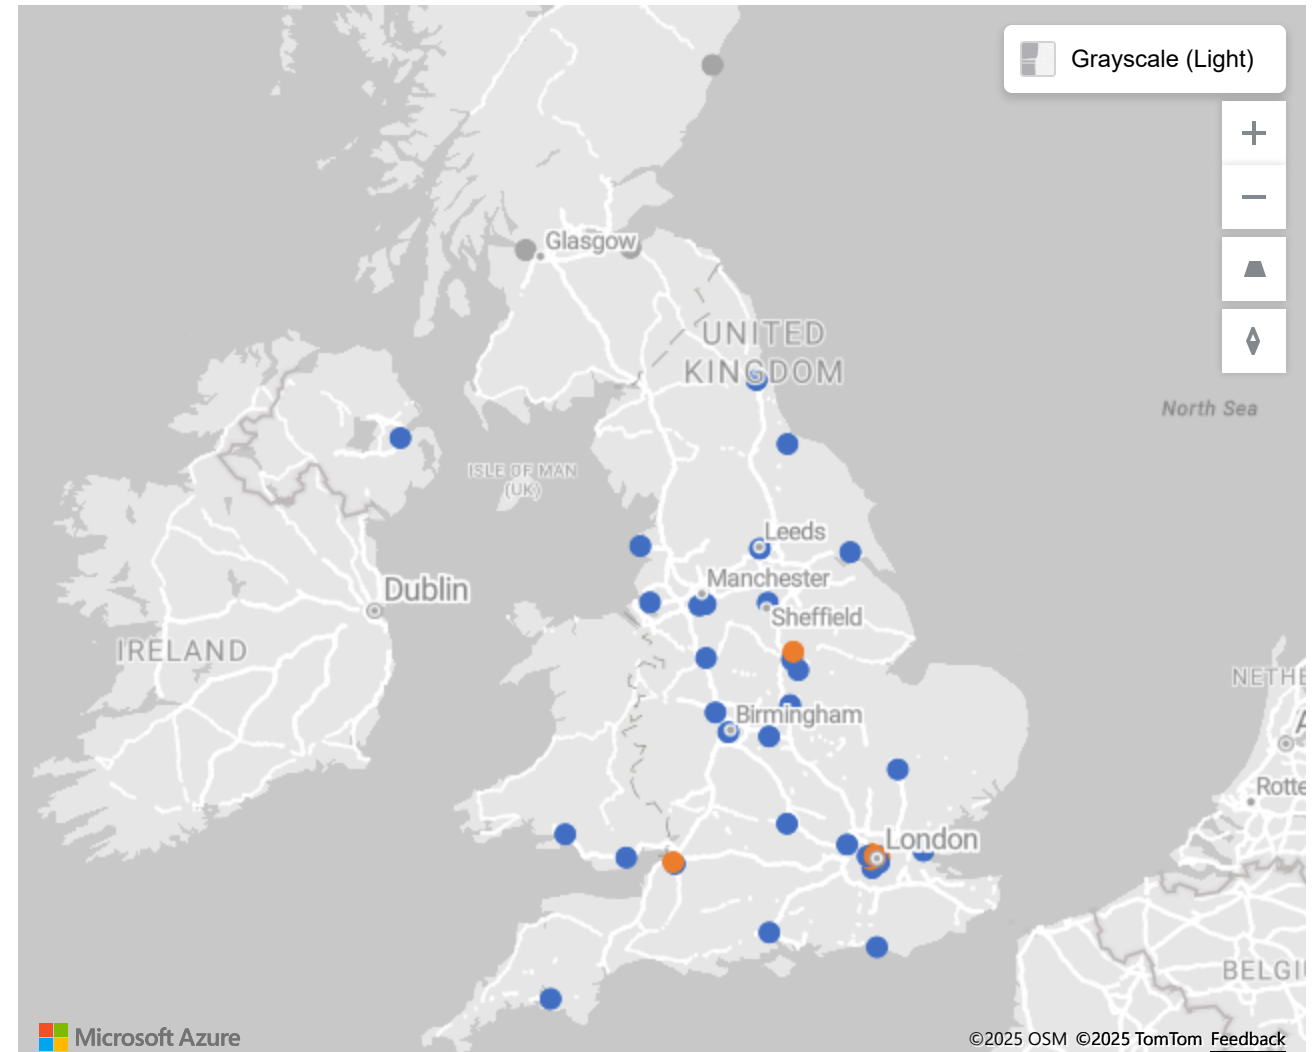 Grayscale (Light)
Glasgow
UNITED
KINGDOM
North Sea
ISLE OF MAN
(UK)
Leeds
Manchester
Dublin
Sheffield
IRELAND
NETHE
Birmingham
A
Rotte
London
BELGI
Microsoft Azure
©2025 OSM ©2025 TomTom Feedback